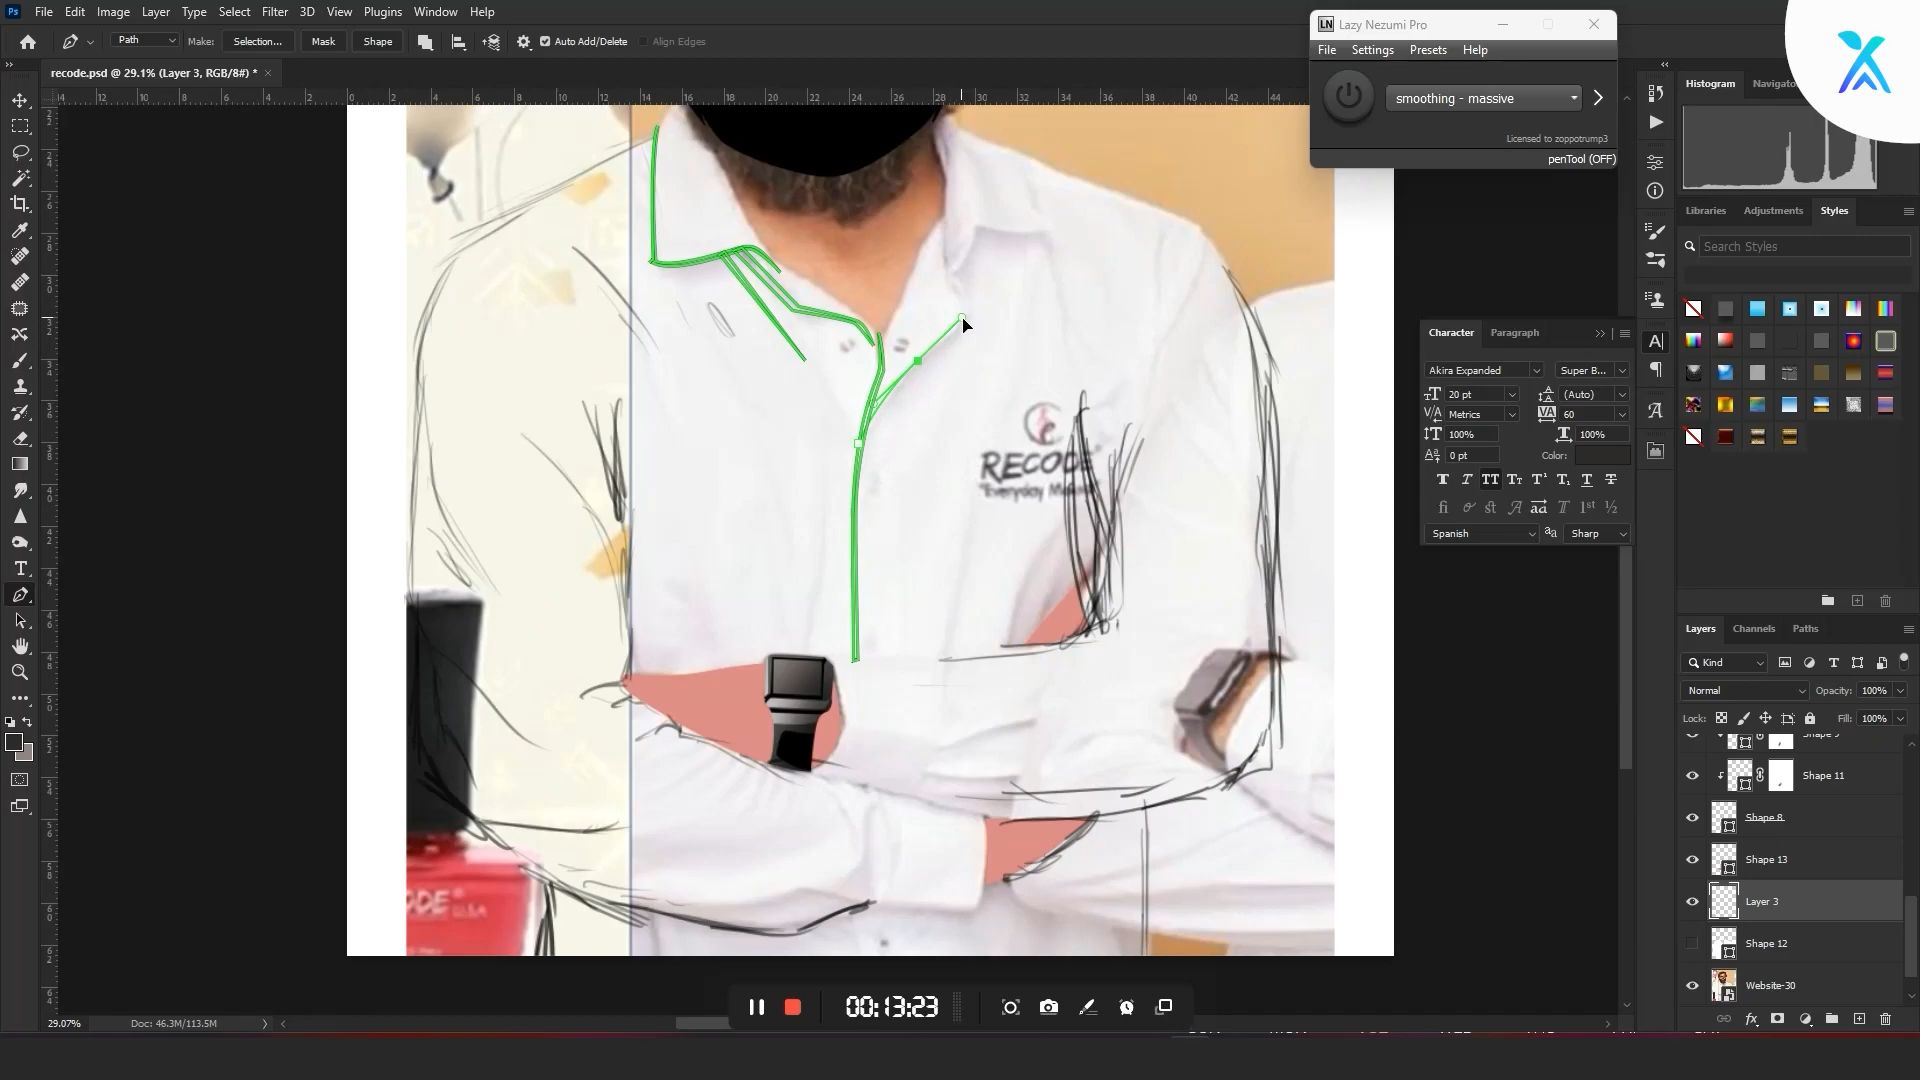 Ps File Edit Image Layer Type Select Filter 3D View Plugins Window Help
Path Make: Selection... Mask Shape Auto Add/Delete Align Edges
recode.psd @ 29.1% (Layer 3, RGB/8#) *
LN Lazy Nezumi Pro
File Settings Presets Help
smoothing - massive
Licensed to zoppotrump3
penTool (OFF)
Histogram
Libraries Adjustments Styles
Search Styles
Character Paragraph
Akira Expanded Super B...
20 pt (Auto)
Metrics 60
100% 100%
0 pt Color:
Spanish Sharp
RECODE
"Everyday
Layers Channels Paths
Kind
Normal Opacity: 100%
Lock: Fill: 100%
Shape 9
Shape 11
Shape 8
Shape 13
Layer 3
Shape 12
Website-30
00:13:23
29.07% Doc: 46.3M/113.5M